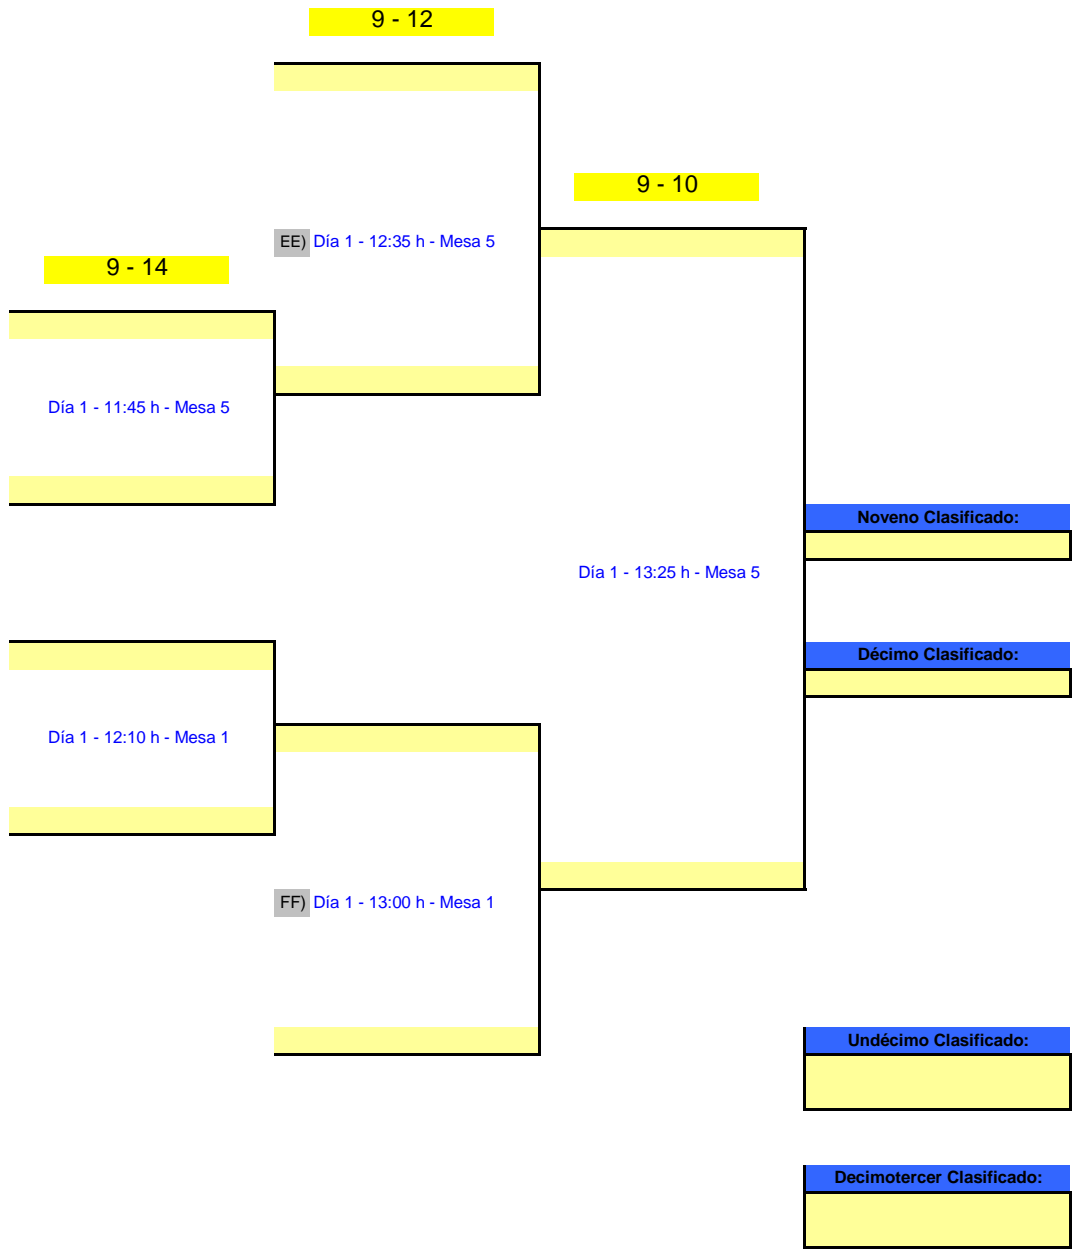 9 - 12
9 - 10
EE) Día 1 - 12:35 h - Mesa 5
9 - 14
Día 1 - 11:45 h - Mesa 5
Noveno Clasificado:
Día 1 - 13:25 h - Mesa 5
Décimo Clasificado:
Día 1 - 12:10 h - Mesa 1
FF) Día 1 - 13:00 h - Mesa 1
Undécimo Clasificado:
Decimotercer Clasificado: